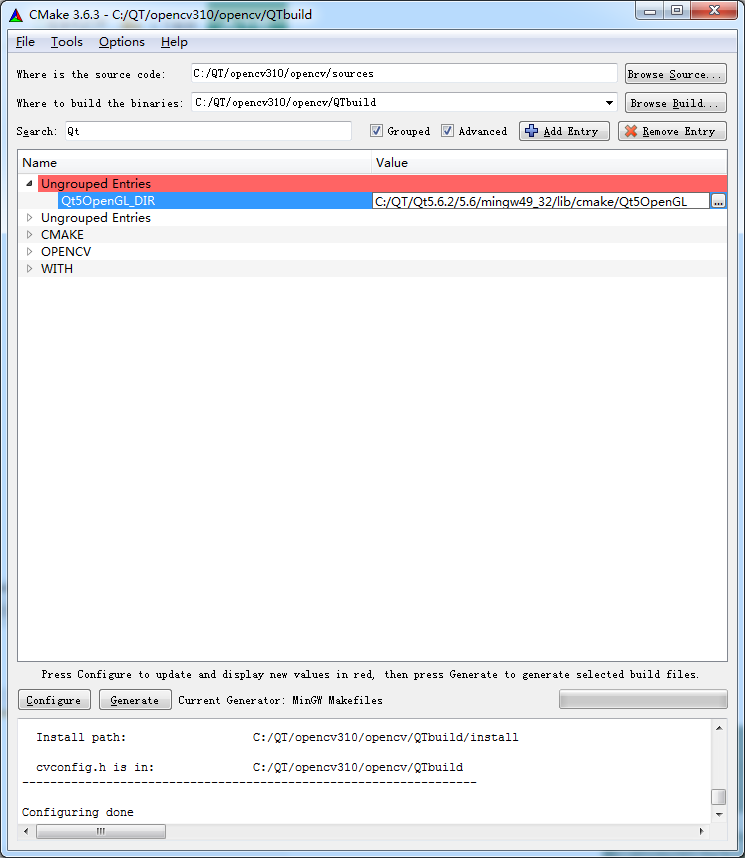 CMake 3.6.3 - C:/QT/opencv310/opencv/QTbuild
File Tools Options Help
Where is the source code: C:/QT/opencv310/opencv/sources Browse Source...
Where to build the binaries: C:/QT/opencv310/opencv/QTbuild Browse Build...
Search: Qt Grouped Advanced Add Entry Remove Entry
Name Value
Ungrouped Entries
Qt5OpenGL_DIR C:/QT/Qt5.6.2/5.6/mingw49_32/lib/cmake/Qt5OpenGL ...
Ungrouped Entries
CMAKE
OPENCV
WITH
Press Configure to update and display new values in red, then press Generate to generate selected build files.
Configure Generate Current Generator: MinGW Makefiles
Install path: C:/QT/opencv310/opencv/QTbuild/install
cvconfig.h is in: C:/QT/opencv310/opencv/QTbuild
-----------------------------------------------------------------
Configuring done